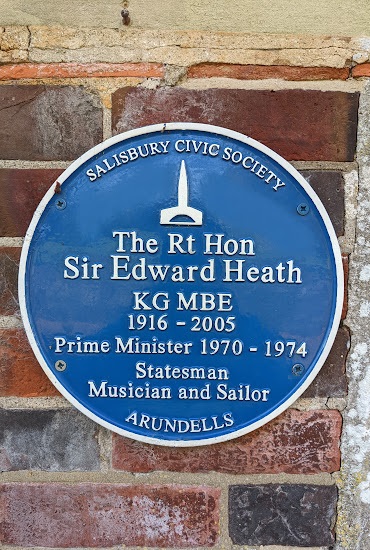 SALISBURY CIVIC SOCIETY
The Rt Hon
Sir Edward Heath
KG MBE
1916 - 2005
Prime Minister 1970 - 1974
Statesman
Musician and Sailor
ARUNDELLS